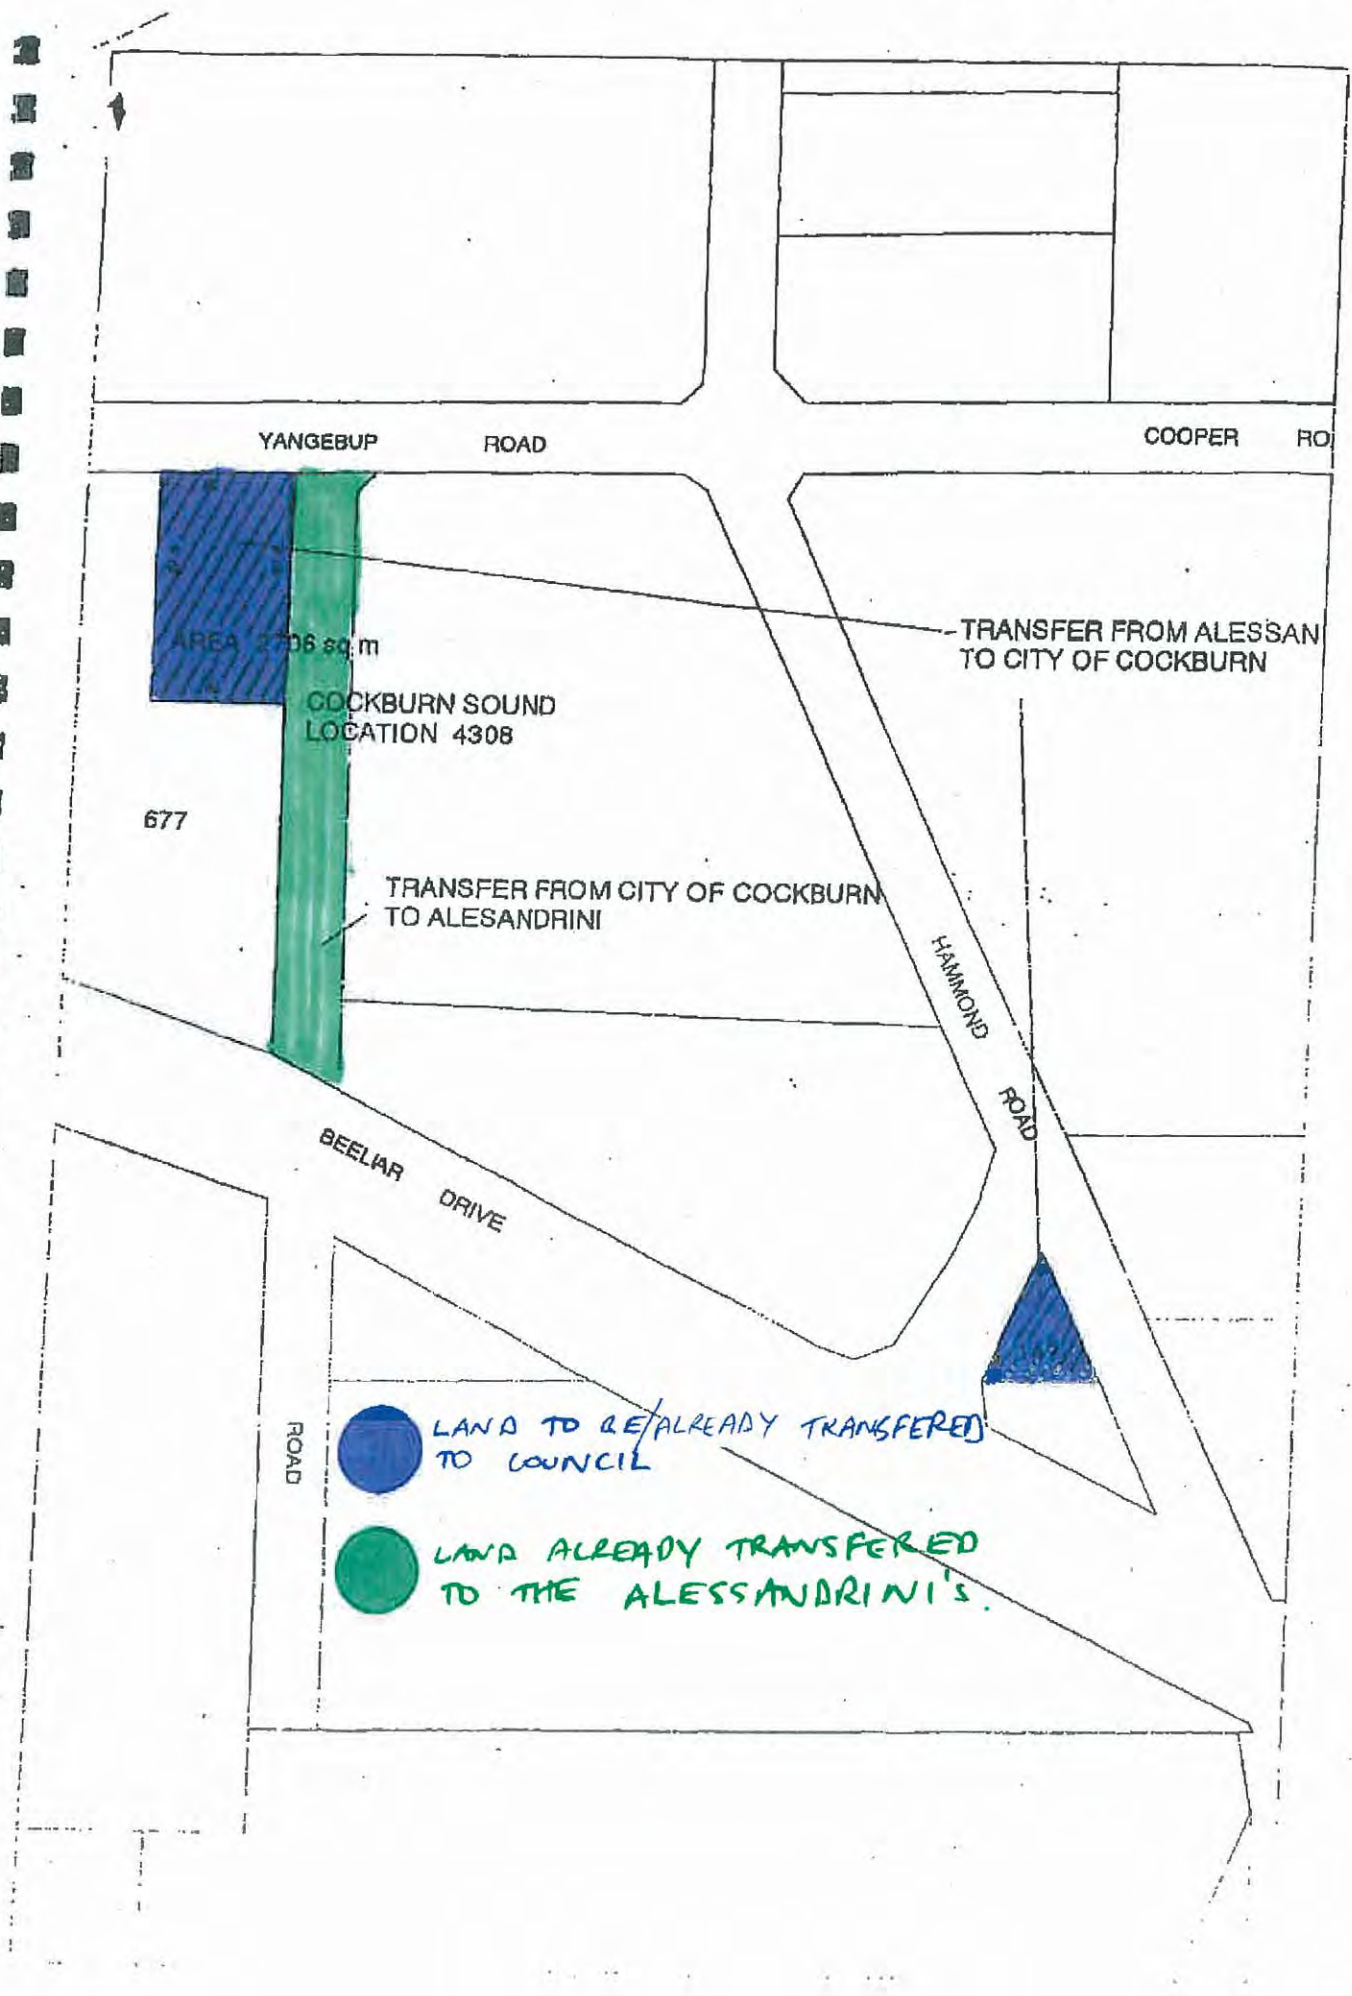 YANGEBUP ROAD
COOPER RO
TRANSFER FROM ALESSAN
TO CITY OF COCKBURN
AREA 2706 sq m
COCKBURN SOUND
LOCATION 4308
677
TRANSFER FROM CITY OF COCKBURN
TO ALESANDRINI
HAMMOND ROAD
BEELIAR DRIVE
ROAD
LAND TO BE/ALREADY TRANSFERED
TO COUNCIL
LAND ALREADY TRANSFERED
TO THE ALESSANDRINI'S.